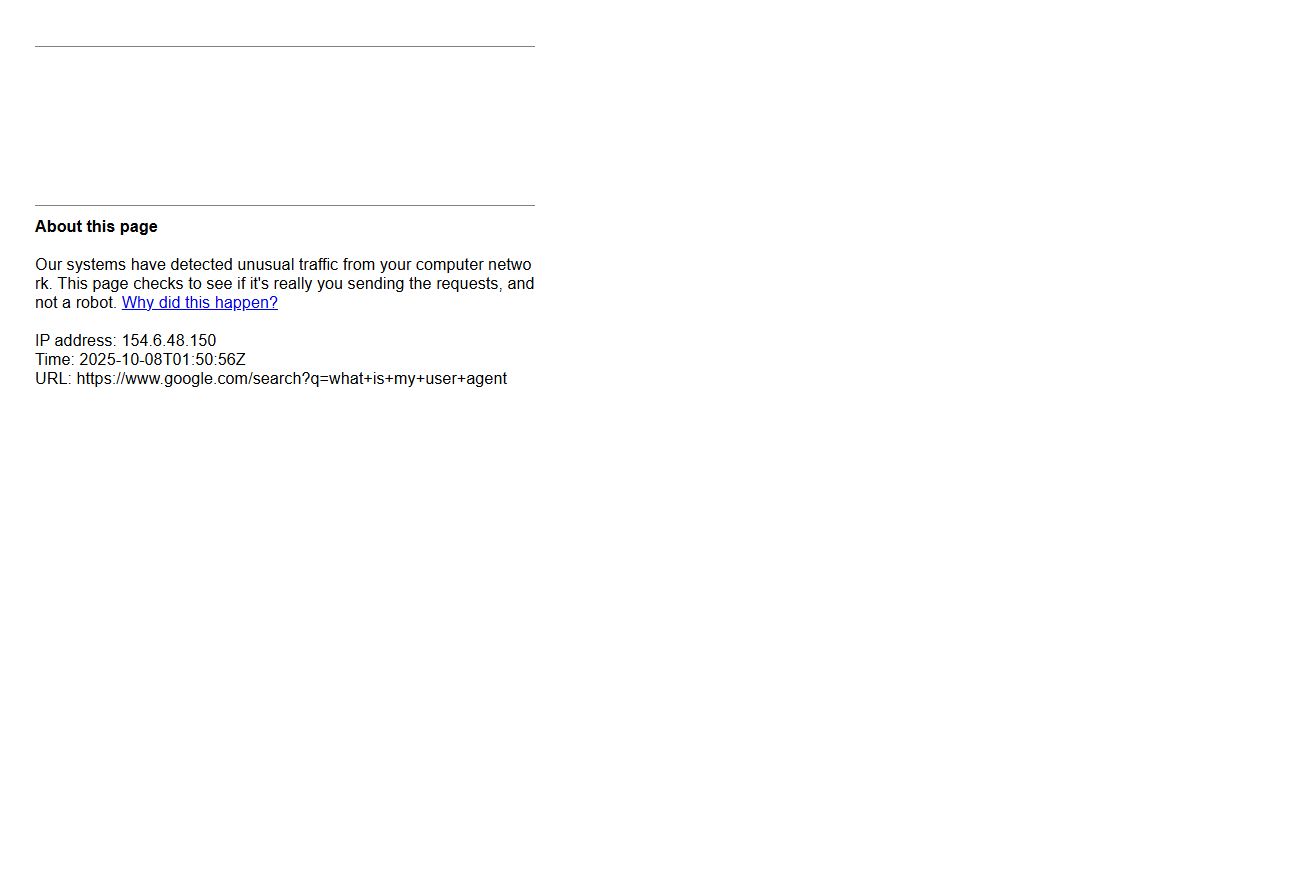 About this page
Our systems have detected unusual traffic from your computer netwo
rk. This page checks to see if it's really you sending the requests, and
not a robot. Why did this happen?
IP address: 154.6.48.150
Time: 2025-10-08T01:50:56Z
URL: https://www.google.com/search?q=what+is+my+user+agent